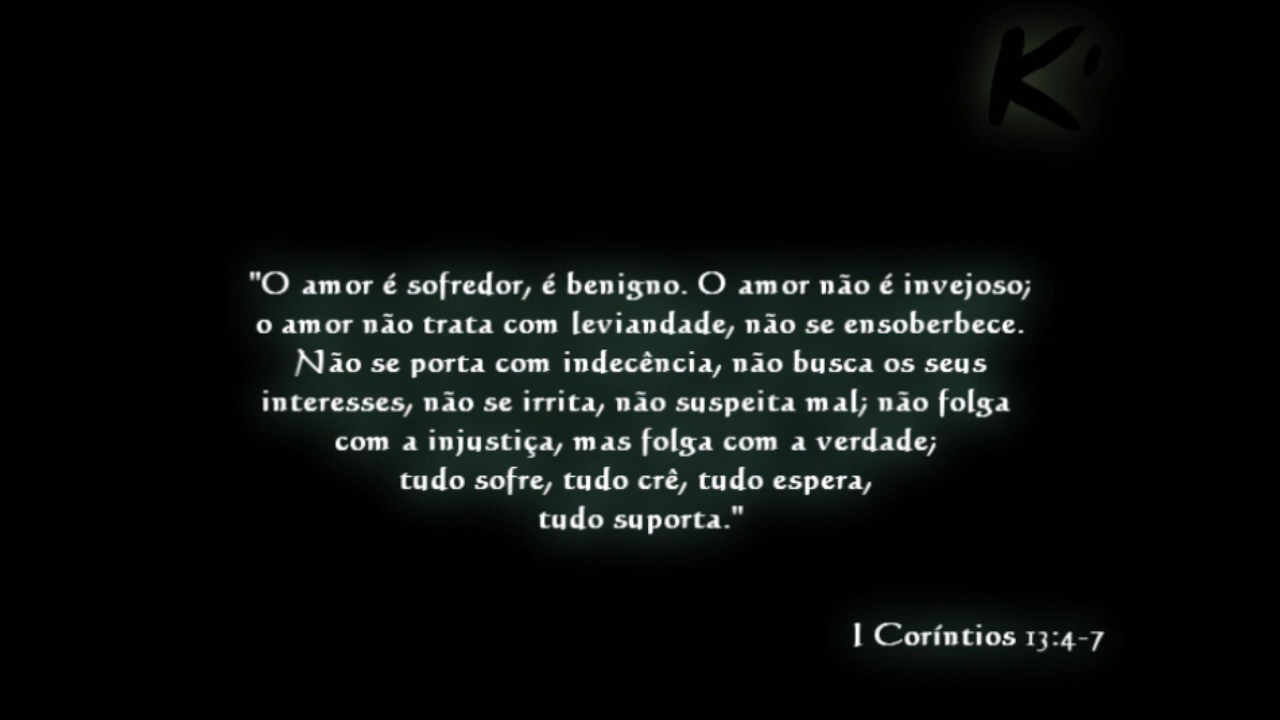 K'
"O amor é sofredor, é benigno. O amor não é invejoso;
o amor não trata com leviandade, não se ensoberbece.
Não se porta com indecência, não busca os seus
interesses, não se irrita, não suspeita mal; não folga
com a injustiça, mas folga com a verdade;
tudo sofre, tudo crê, tudo espera,
tudo suporta."
I Coríntios 13:4-7